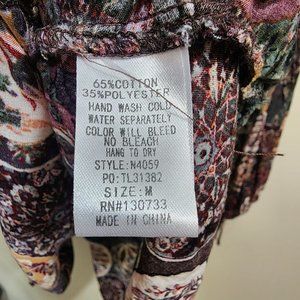 65%COTTON
35%POLYESTER
HAND WASH COLD
WATER SEPARATELY
COLOR WILL BLEED
NO BLEACH
HANG TO DRY
STYLE:N4059
PO:TL31382
SIZE:M
RN#130733
MADE IN CHINA